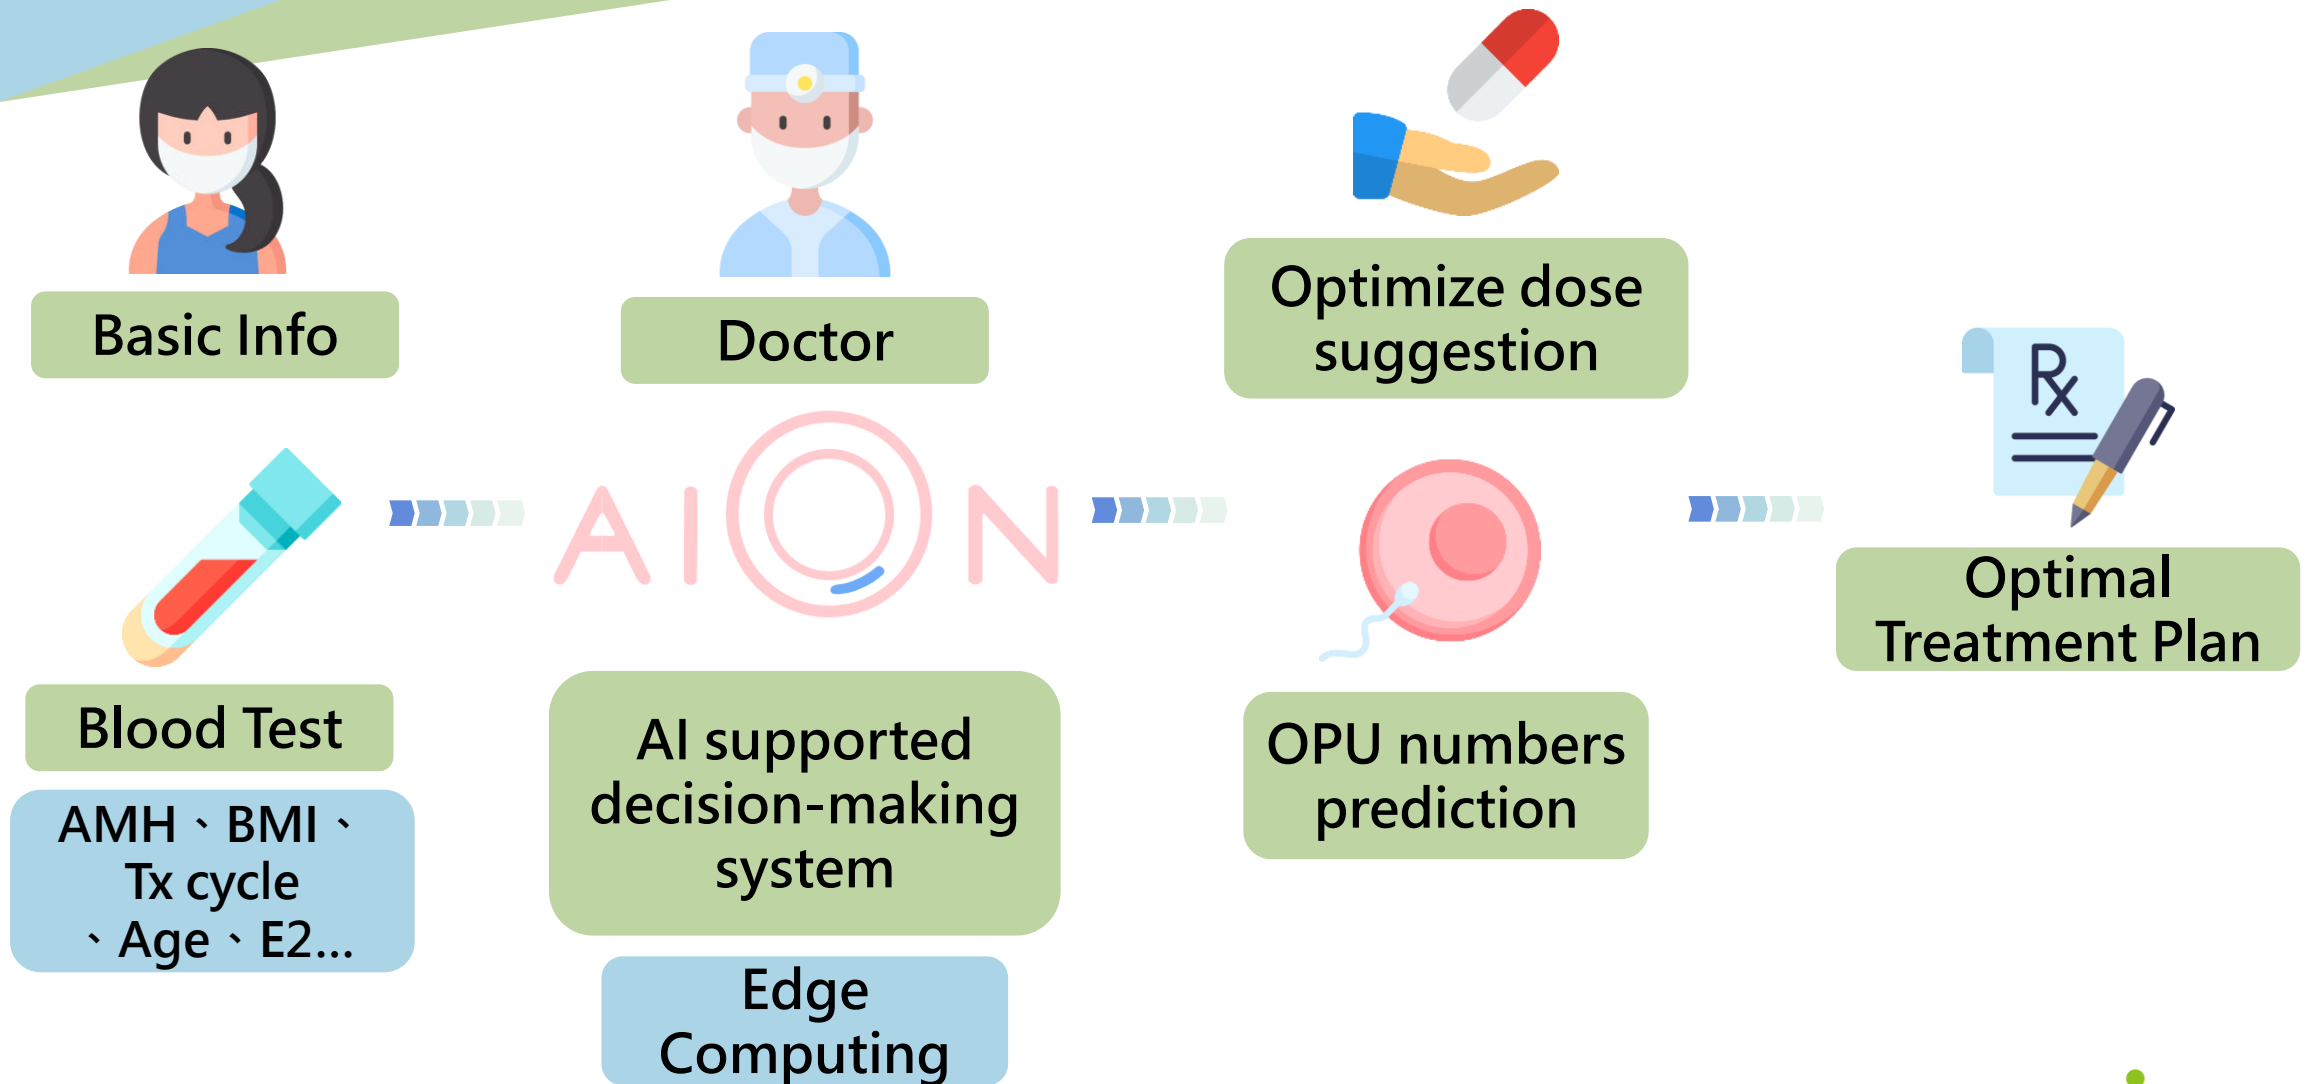 Basic Info
Blood Test
AMH、BMI、
Tx cycle
、Age、E2...
Doctor
AION
AI supported
decision-making
system
Edge
Computing
Optimize dose
suggestion
OPU numbers
prediction
Rx
Optimal
Treatment Plan